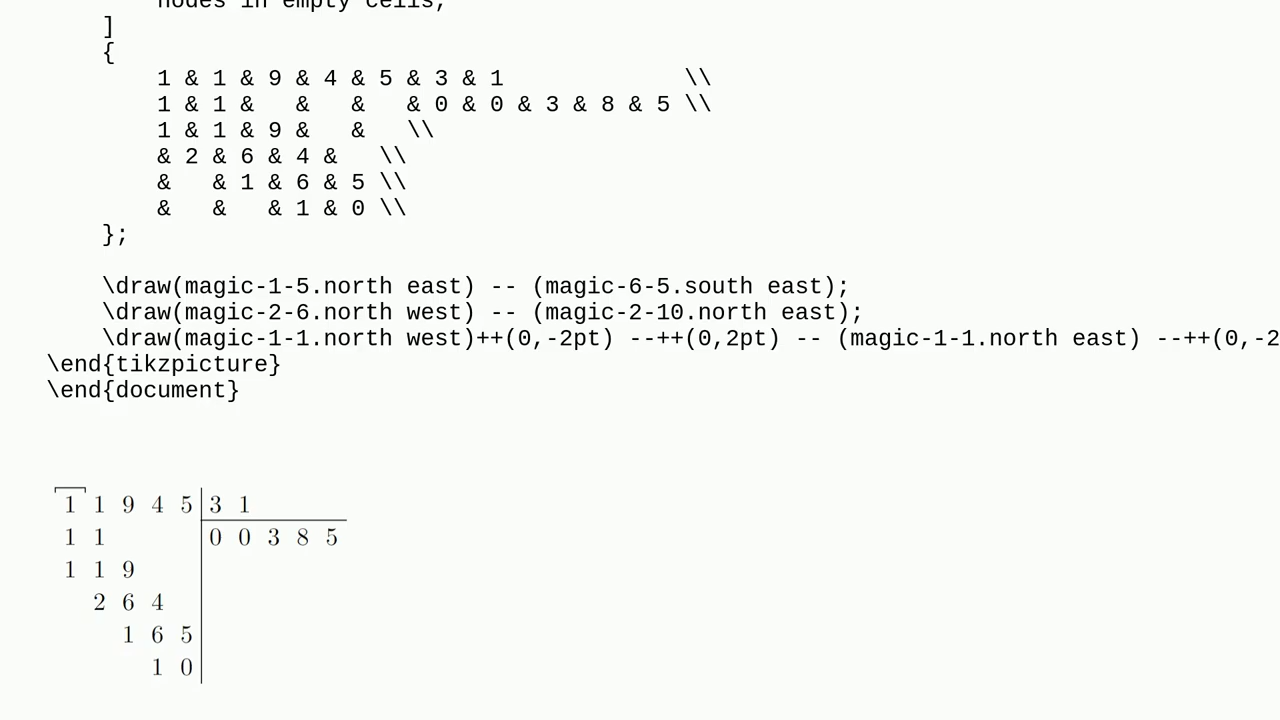 nodes in empty cells,
]
{
1 & 1 & 9 & 4 & 5 & 3 & 1 \\
1 & 1 & & & & 0 & 0 & 3 & 8 & 5 \\
1 & 1 & 9 & & \\
& 2 & 6 & 4 & \\
& & 1 & 6 & 5 \\
& & & 1 & 0 \\
};
\draw(magic-1-5.north east) -- (magic-6-5.south east);
\draw(magic-2-6.north west) -- (magic-2-10.north east);
\draw(magic-1-1.north west)++(0,-2pt) --++(0,2pt) -- (magic-1-1.north east) --++(0,-2
\end{tikzpicture}
\end{document}
1 1 9 4 5 3 1
1 1 0 0 3 8 5
1 1 9
2 6 4
1 6 5
1 0